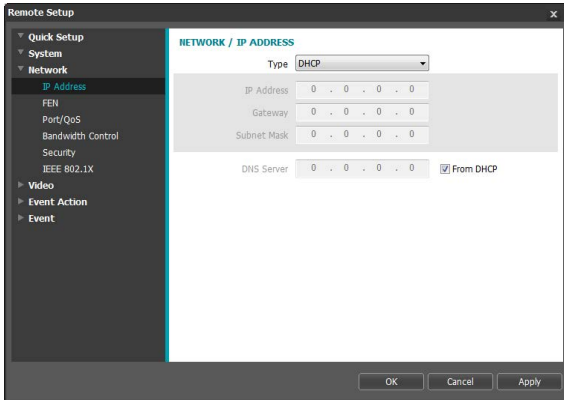 Remote Setup
x
Quick Setup
System
Network
IP Address
FEN
Port/QoS
Bandwidth Control
Security
IEEE 802.1X
Video
Event Action
Event
NETWORK / IP ADDRESS
Type DHCP
IP Address 0 . 0 . 0 . 0
Gateway 0 . 0 . 0 . 0
Subnet Mask 0 . 0 . 0 . 0
DNS Server 0 . 0 . 0 . 0 From DHCP
OK Cancel Apply